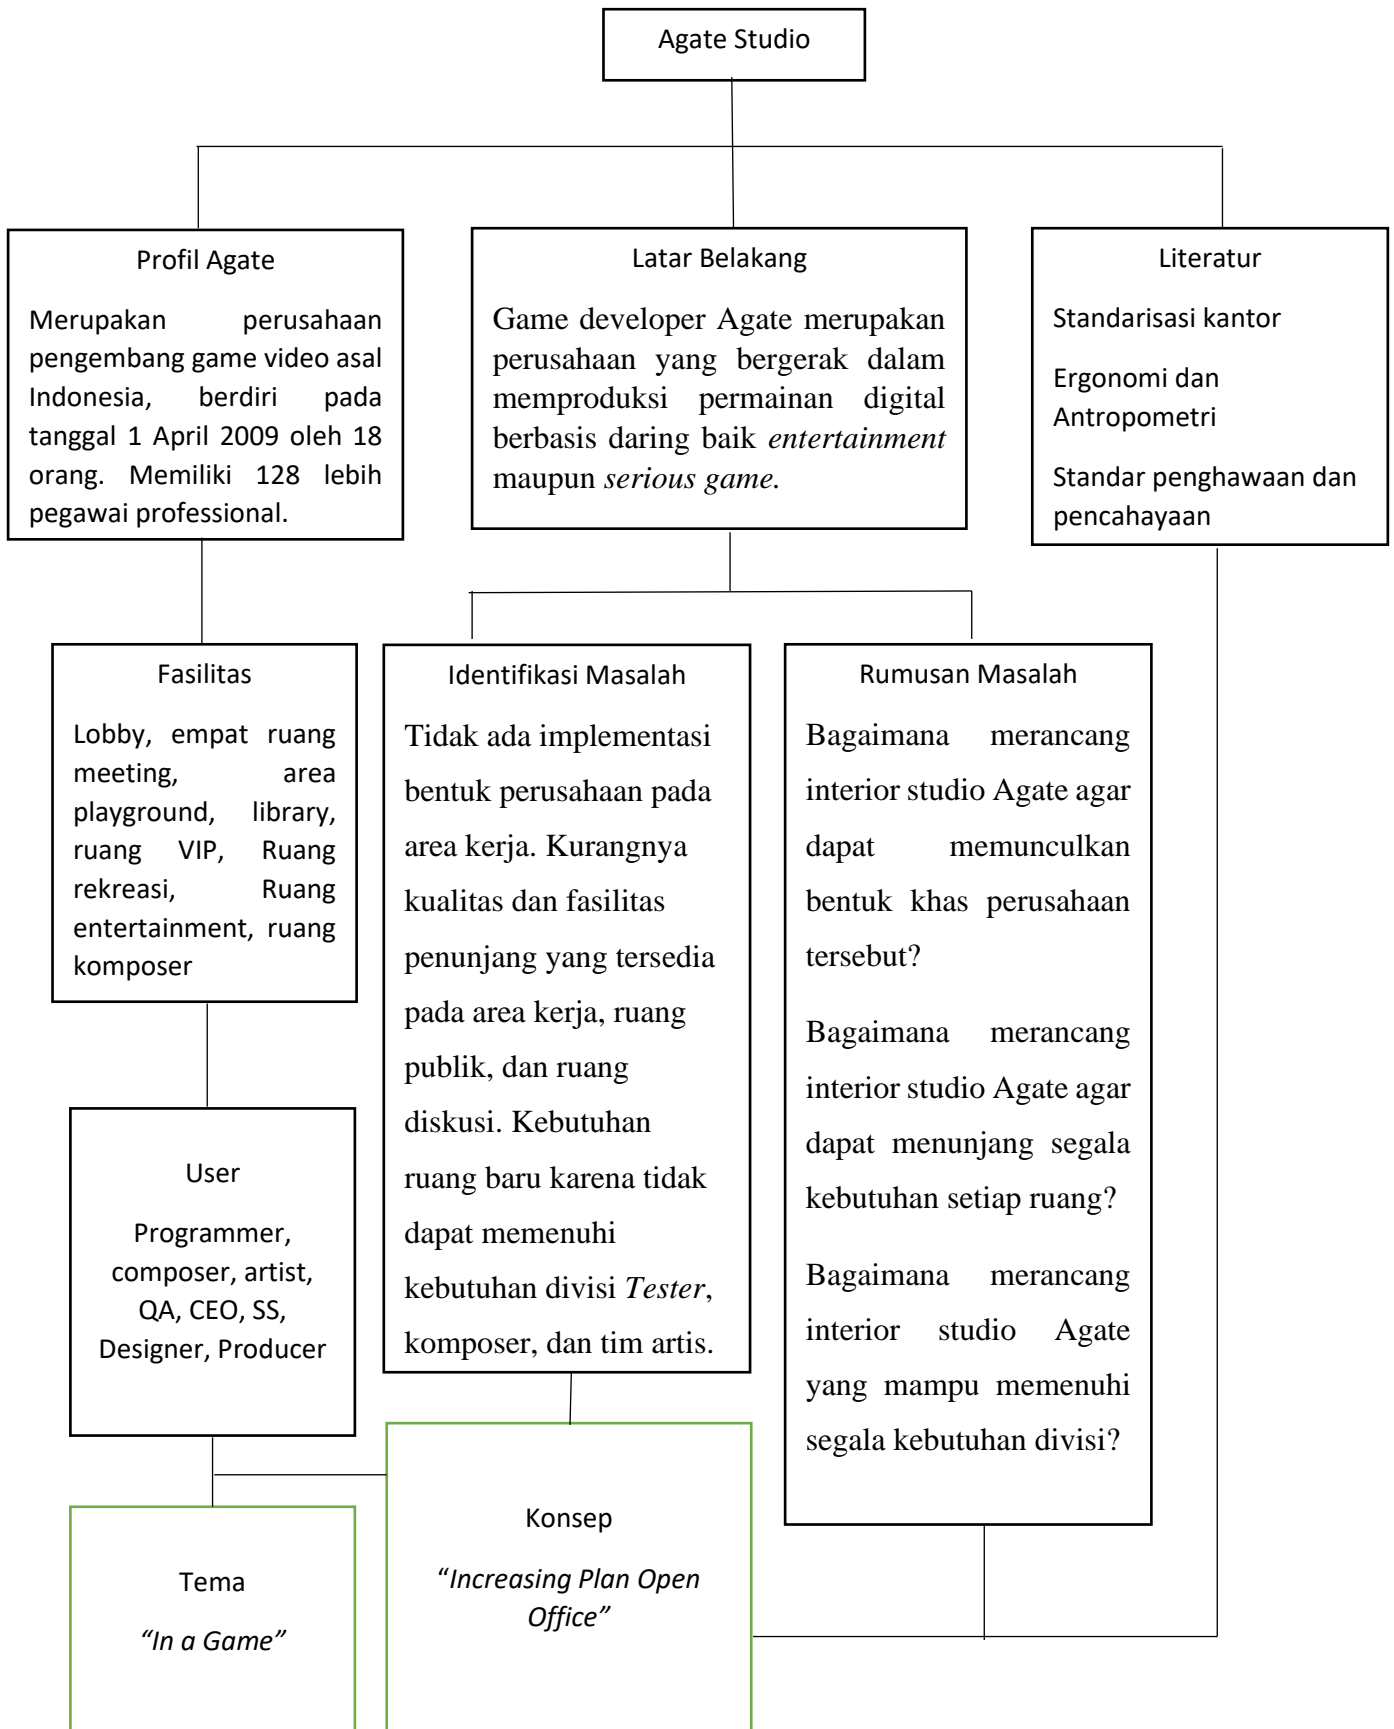 Agate Studio
Profil Agate
Merupakan perusahaan
pengembang game video asal
Indonesia, berdiri pada
tanggal 1 April 2009 oleh 18
orang. Memiliki 128 lebih
pegawai professional.
Latar Belakang
Game developer Agate merupakan
perusahaan yang bergerak dalam
memproduksi permainan digital
berbasis daring baik entertainment
maupun serious game.
Literatur
Standarisasi kantor
Ergonomi dan
Antropometri
Standar penghawaan dan
pencahayaan
Fasilitas
Lobby, empat ruang
meeting, area
playground, library,
ruang VIP, Ruang
rekreasi, Ruang
entertainment, ruang
komposer
Identifikasi Masalah
Tidak ada implementasi
bentuk perusahaan pada
area kerja. Kurangnya
kualitas dan fasilitas
penunjang yang tersedia
pada area kerja, ruang
publik, dan ruang
diskusi. Kebutuhan
ruang baru karena tidak
dapat memenuhi
kebutuhan divisi Tester,
komposer, dan tim artis.
Rumusan Masalah
Bagaimana merancang
interior studio Agate agar
dapat memunculkan
bentuk khas perusahaan
tersebut?
Bagaimana merancang
interior studio Agate agar
dapat menunjang segala
kebutuhan setiap ruang?
Bagaimana merancang
interior studio Agate
yang mampu memenuhi
segala kebutuhan divisi?
User
Programmer,
composer, artist,
QA, CEO, SS,
Designer, Producer
Tema
“In a Game”
Konsep
“Increasing Plan Open
Office”